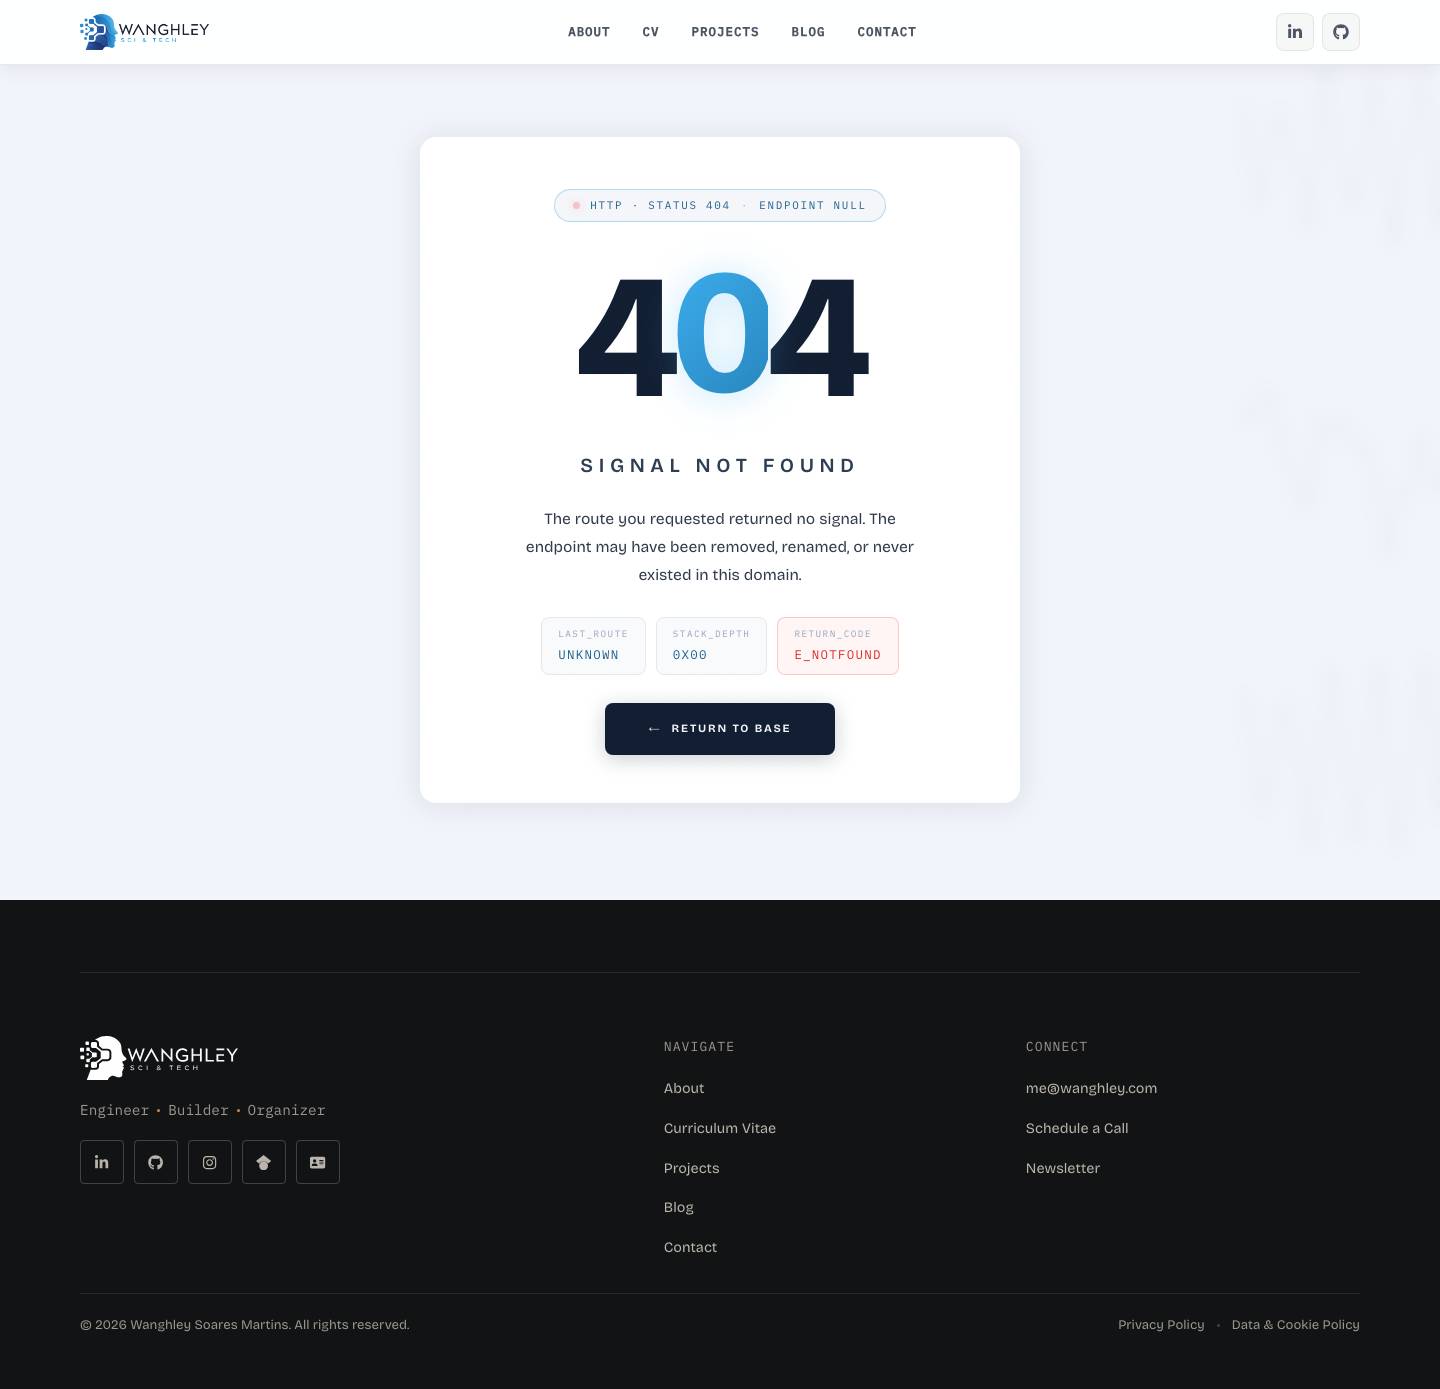 WANGHLEY
SCI & TECH
ABOUT CV PROJECTS BLOG CONTACT
HTTP · STATUS 404 · ENDPOINT NULL
404
SIGNAL NOT FOUND
The route you requested returned no signal. The
endpoint may have been removed, renamed, or never
existed in this domain.
LAST_ROUTE
UNKNOWN
STACK_DEPTH
0X00
RETURN_CODE
E_NOTFOUND
← RETURN TO BASE
WANGHLEY
SCI & TECH
Engineer • Builder • Organizer
NAVIGATE
About
Curriculum Vitae
Projects
Blog
Contact
CONNECT
me@wanghley.com
Schedule a Call
Newsletter
© 2026 Wanghley Soares Martins. All rights reserved.
Privacy Policy • Data & Cookie Policy